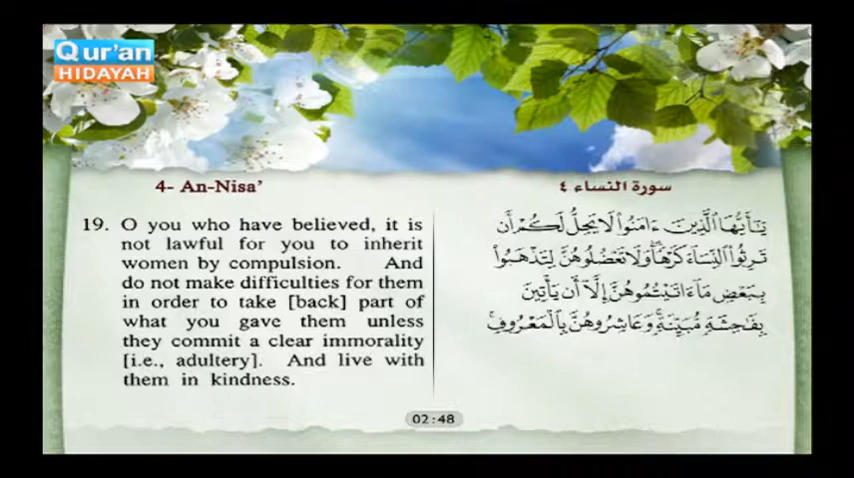 Qur'an
HIDAYAH
4- An-Nisa'
سورة النساء ٤
19. O you who have believed, it is
not lawful for you to inherit
women by compulsion. And
do not make difficulties for them
in order to take [back] part of
what you gave them unless
they commit a clear immorality
[i.e., adultery]. And live with
them in kindness.
يَـٰٓأَيُّهَا ٱلَّذِينَ ءَامَنُوا۟ لَا يَحِلُّ لَكُمْ أَن
تَرِثُوا۟ ٱلنِّسَآءَ كَرْهًا ۖ وَلَا تَعْضُلُوهُنَّ لِتَذْهَبُوا۟
بِبَعْضِ مَآ ءَاتَيْتُمُوهُنَّ إِلَّآ أَن يَأْتِينَ
بِفَـٰحِشَةٍ مُّبَيِّنَةٍ ۚ وَعَاشِرُوهُنَّ بِٱلْمَعْرُوفِ ۚ
02:48